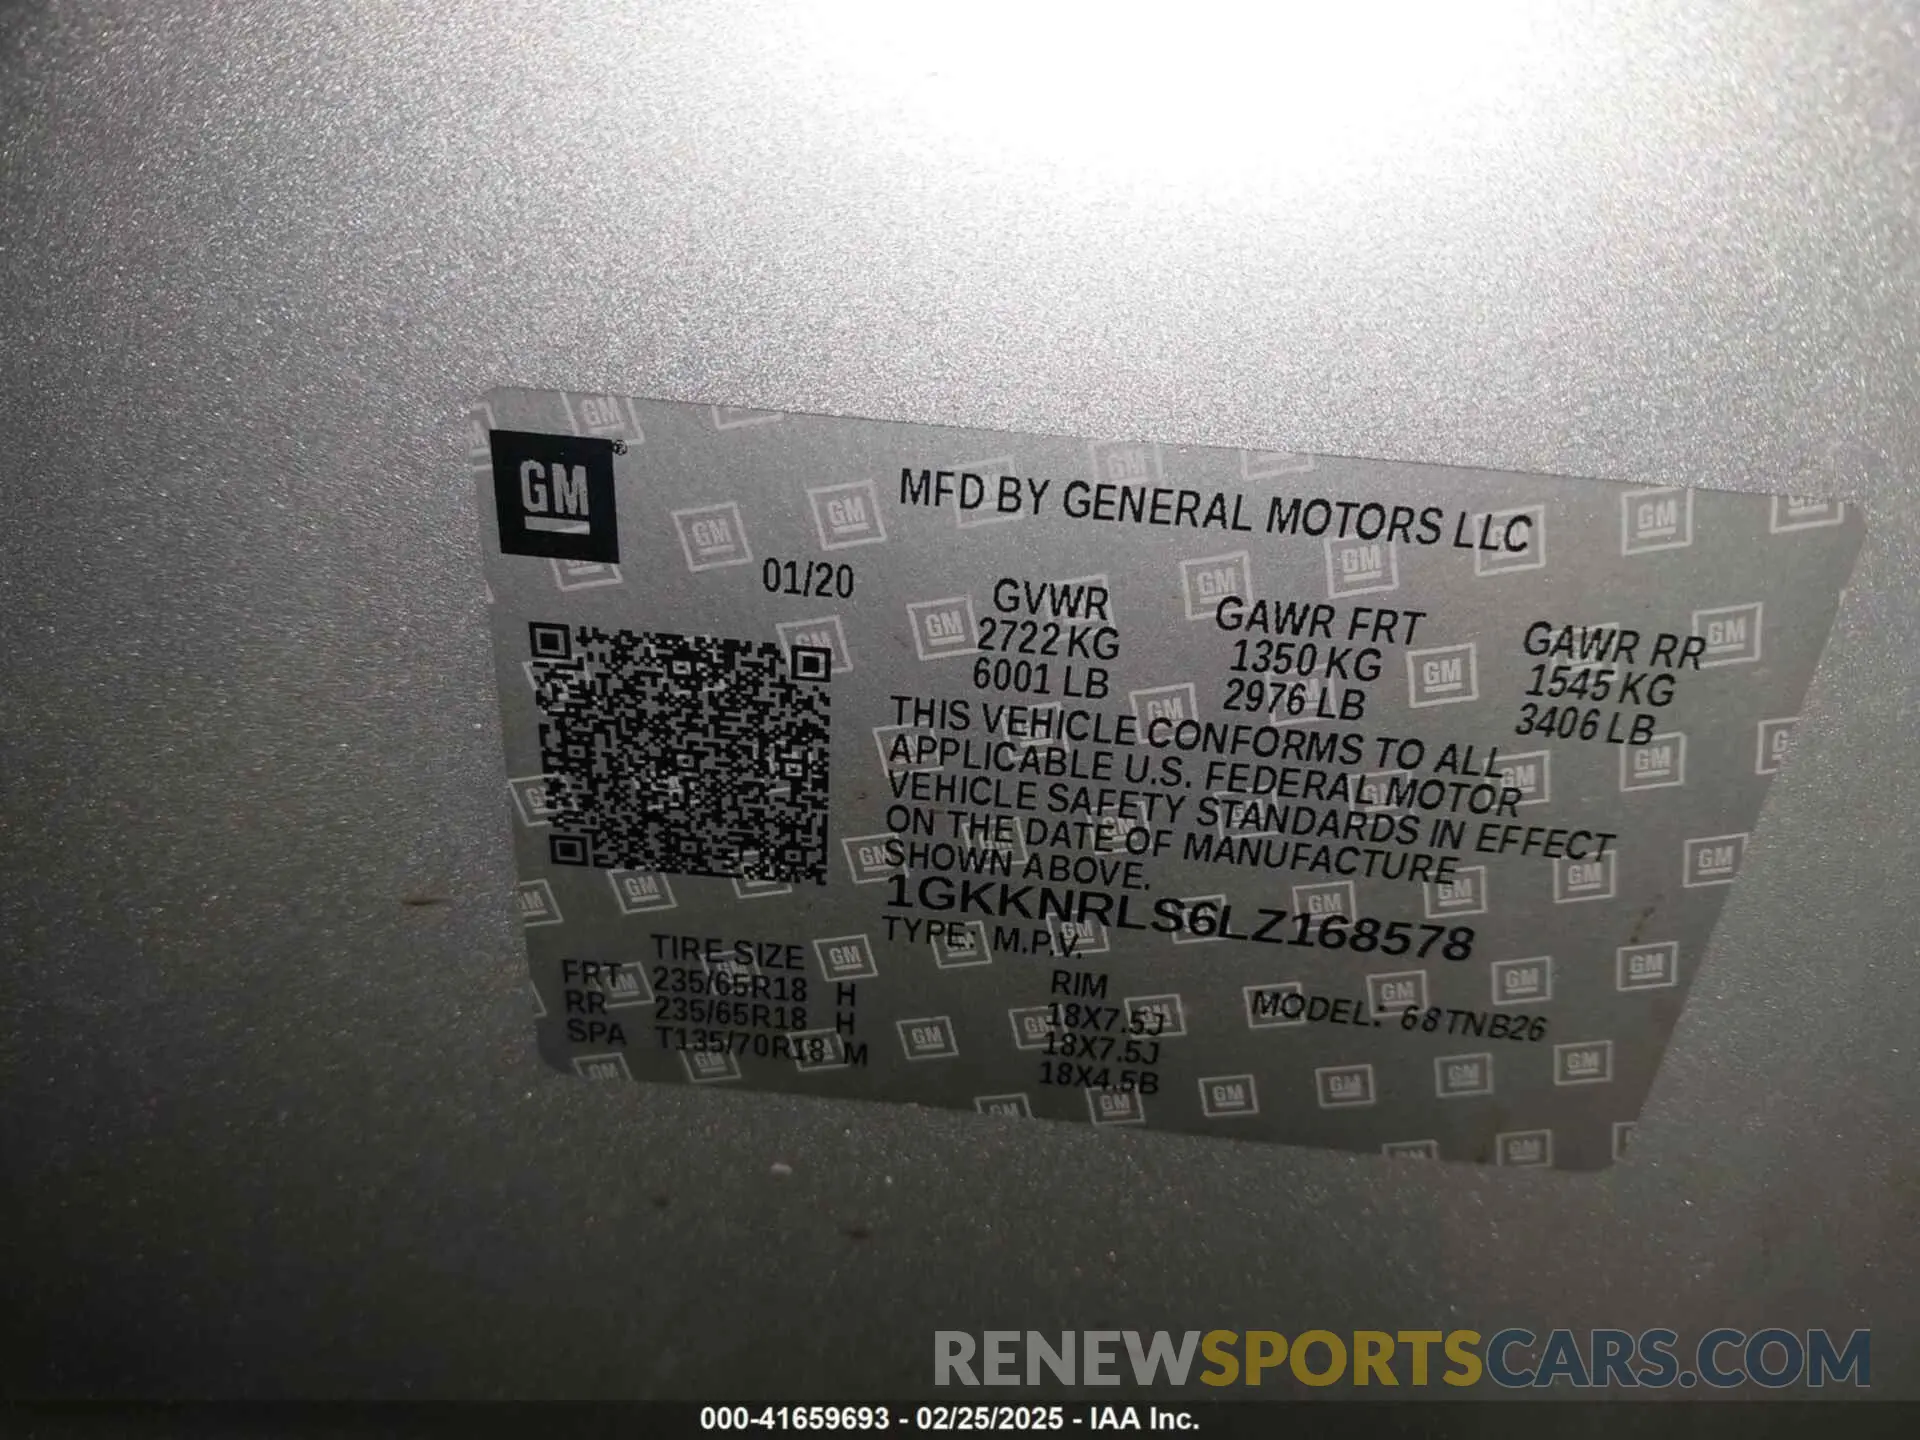 GM®
MFD BY GENERAL MOTORS LLC
01/20
GVWR
2722 KG
6001 LB
GAWR FRT
1350 KG
2976 LB
GAWR RR
1545 KG
3406 LB
THIS VEHICLE CONFORMS TO ALL
APPLICABLE U.S. FEDERAL MOTOR
VEHICLE SAFETY STANDARDS IN EFFECT
ON THE DATE OF MANUFACTURE
SHOWN ABOVE.
1GKKNRLS6LZ168578
TYPE: M.P.V.
MODEL: 68TNB26
TIRE SIZE RIM
FRT 235/65R18 H 18X7.5J
RR 235/65R18 H 18X7.5J
SPA T135/70R18 M 18X4.5B
RENEWSPORTSCARS.COM
000-41659693 - 02/25/2025 - IAA Inc.